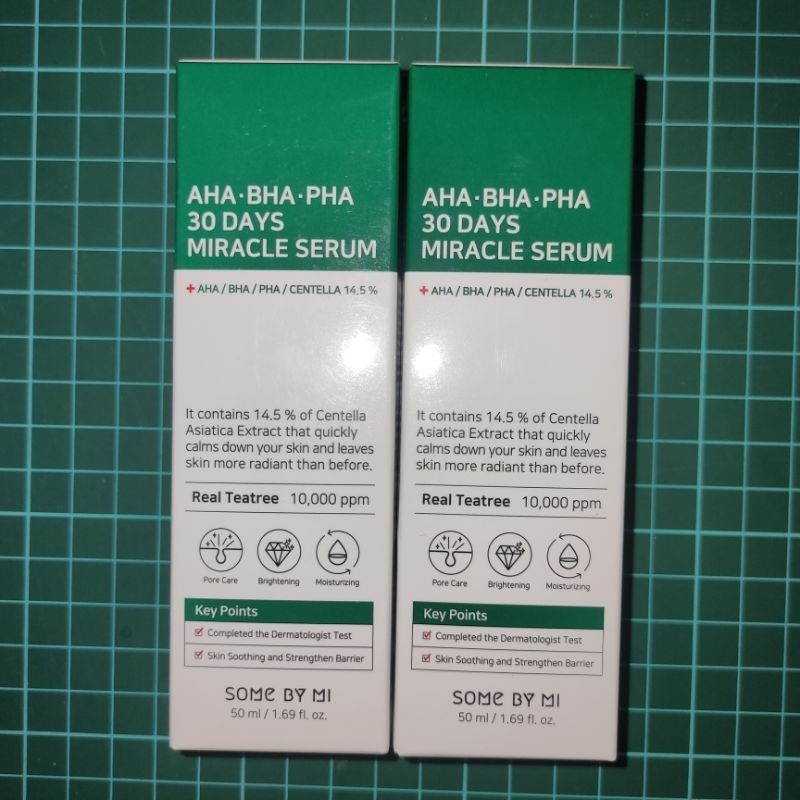 AHA·BHA·PHA
30 DAYS
MIRACLE SERUM
+ AHA / BHA / PHA / CENTELLA 14.5 %
It contains 14.5 % of Centella
Asiatica Extract that quickly
calms down your skin and leaves
skin more radiant than before.
Real Teatree 10,000 ppm
Pore Care Brightening Moisturizing
Key Points
Completed the Dermatologist Test
Skin Soothing and Strengthen Barrier
SOME BY MI
50 ml / 1.69 fl. oz.
AHA·BHA·PHA
30 DAYS
MIRACLE SERUM
+ AHA / BHA / PHA / CENTELLA 14.5 %
It contains 14.5 % of Centella
Asiatica Extract that quickly
calms down your skin and leaves
skin more radiant than before.
Real Teatree 10,000 ppm
Pore Care Brightening Moisturizing
Key Points
Completed the Dermatologist Test
Skin Soothing and Strengthen Barrier
SOME BY MI
50 ml / 1.69 fl. oz.